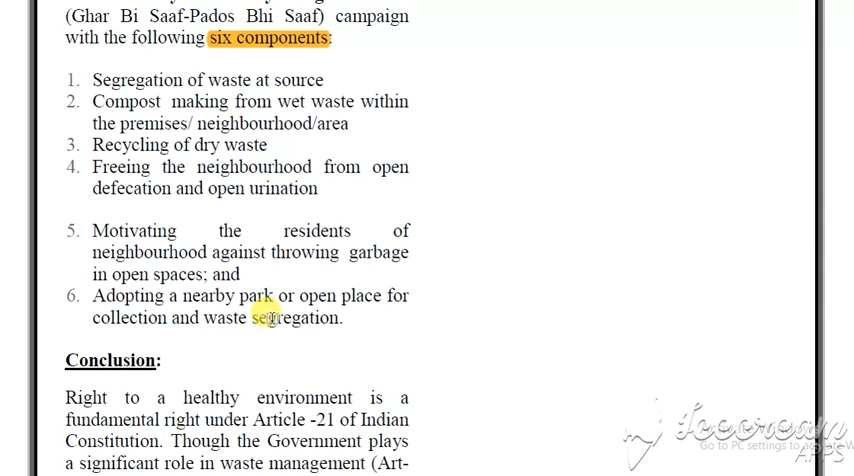 (Ghar Bi Saaf-Pados Bhi Saaf) campaign
with the following six components:
1. Segregation of waste at source
2. Compost making from wet waste within
the premises/ neighbourhood/area
3. Recycling of dry waste
4. Freeing the neighbourhood from open
defecation and open urination
5. Motivating the residents of
neighbourhood against throwing garbage
in open spaces; and
6. Adopting a nearby park or open place for
collection and waste segregation.
Conclusion:
Right to a healthy environment is a
fundamental right under Article -21 of Indian
Constitution. Though the Government plays
a significant role in waste management (Art-
Icecream
Go to PC settings to
APPS